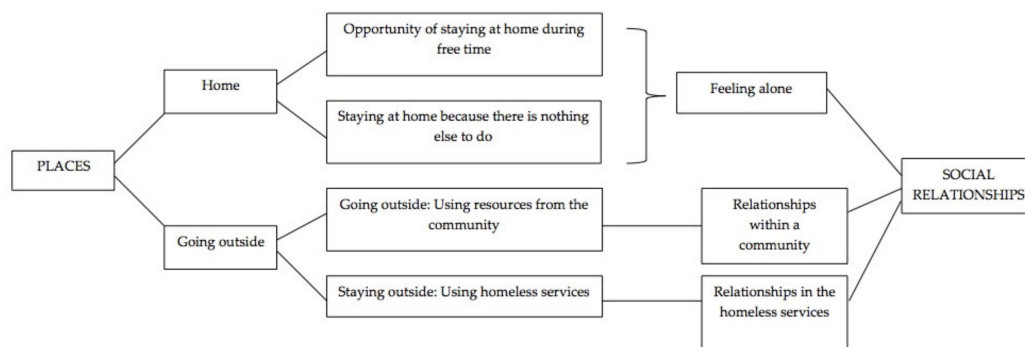 PLACES
Home
Opportunity of staying at home during
free time
Staying at home because there is nothing
else to do
Feeling alone
Going outside
Going outside: Using resources from the
community
Relationships
within a
community
Staying outside: Using homeless services
Relationships in the
homeless services
SOCIAL
RELATIONSHIPS